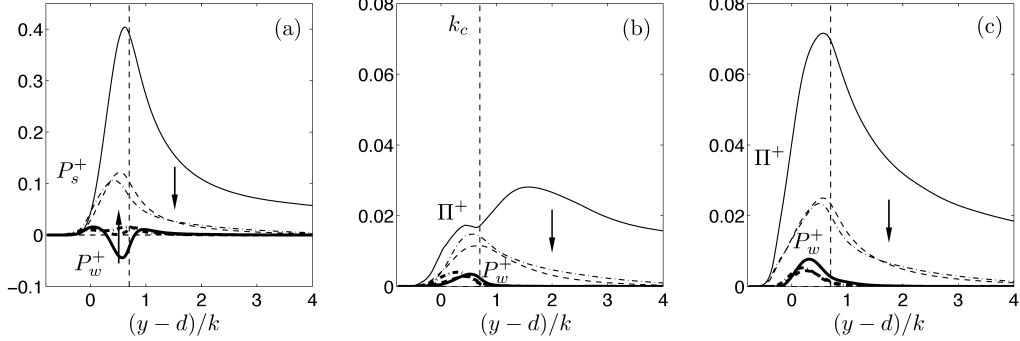 (a)
0.4
0.3
0.2
0.1
0
−0.1
P_s^+
P_w^+
0 1 2 3 4
(y − d)/k
k_c
(b)
0.08
0.06
0.04
0.02
0
Π^+
P_w^+
0 1 2 3 4
(y − d)/k
(c)
0.08
0.06
0.04
0.02
0
Π^+
P_w^+
0 1 2 3 4
(y − d)/k